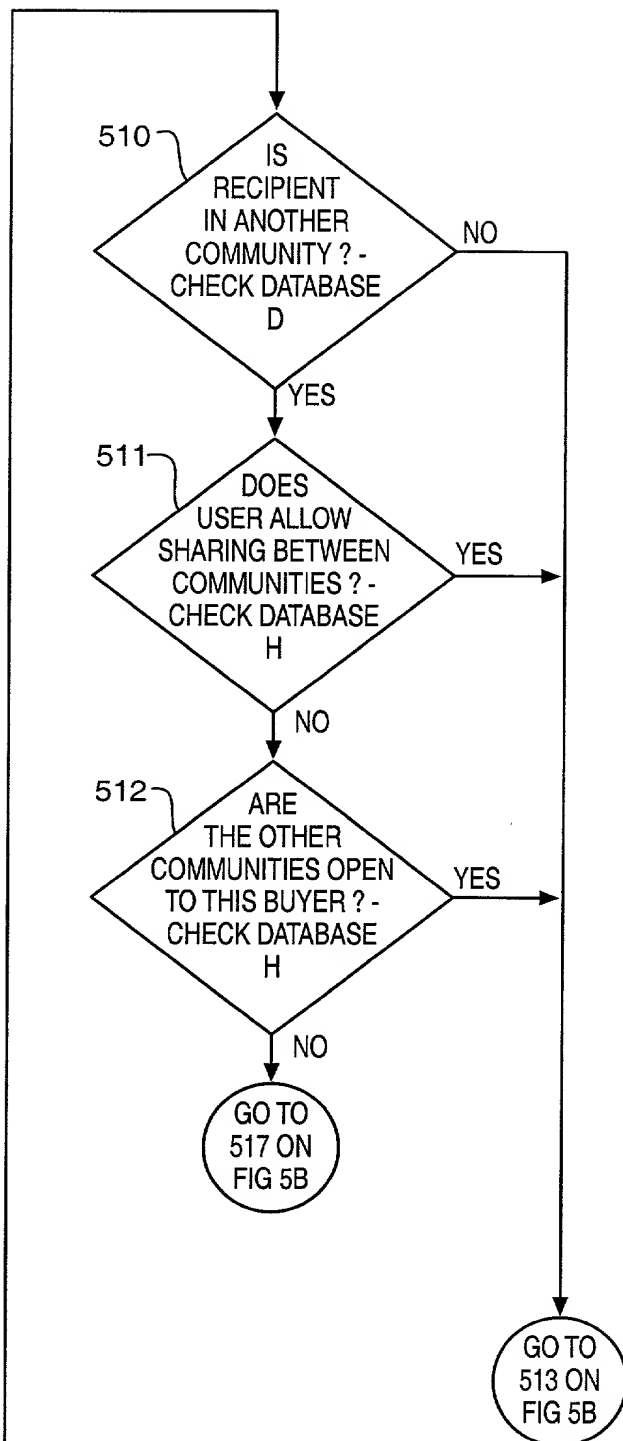 510
IS
RECIPIENT
IN ANOTHER
COMMUNITY ? -
CHECK DATABASE
D
NO
YES
511
DOES
USER ALLOW
SHARING BETWEEN
COMMUNITIES ? -
CHECK DATABASE
H
YES
NO
512
ARE
THE OTHER
COMMUNITIES OPEN
TO THIS BUYER ? -
CHECK DATABASE
H
YES
NO
GO TO
517 ON
FIG 5B
GO TO
513 ON
FIG 5B